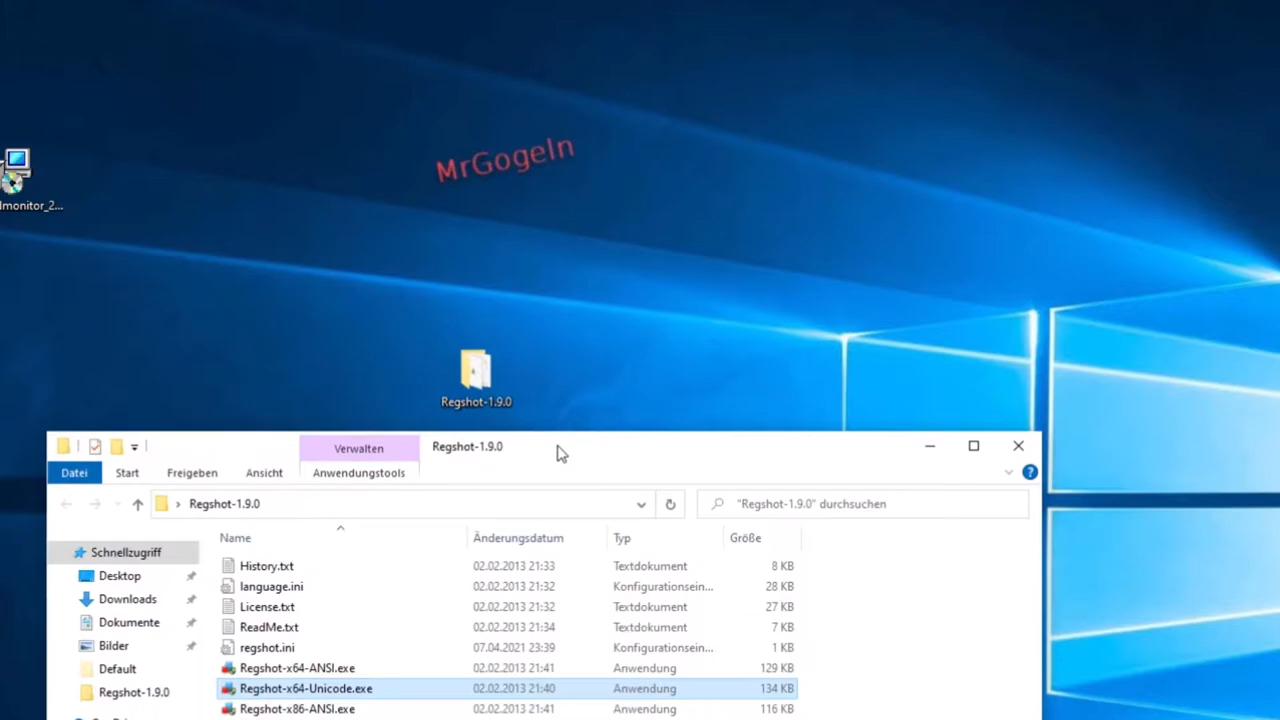 MrGogeln
lmonitor_2...
Regshot-1.9.0
Verwalten
Regshot-1.9.0
Datei
Start
Freigeben
Ansicht
Anwendungstools
Regshot-1.9.0
"Regshot-1.9.0" durchsuchen
Name
Änderungsdatum
Typ
Größe
Schnellzugriff
Desktop
Downloads
Dokumente
Bilder
Default
Regshot-1.9.0
History.txt 02.02.2013 21:33 Textdokument 8 KB
language.ini 02.02.2013 21:32 Konfigurationsein... 28 KB
License.txt 02.02.2013 21:32 Textdokument 27 KB
ReadMe.txt 02.02.2013 21:34 Textdokument 7 KB
regshot.ini 07.04.2021 23:39 Konfigurationsein... 1 KB
Regshot-x64-ANSI.exe 02.02.2013 21:41 Anwendung 129 KB
Regshot-x64-Unicode.exe 02.02.2013 21:40 Anwendung 134 KB
Regshot-x86-ANSI.exe 02.02.2013 21:41 Anwendung 116 KB